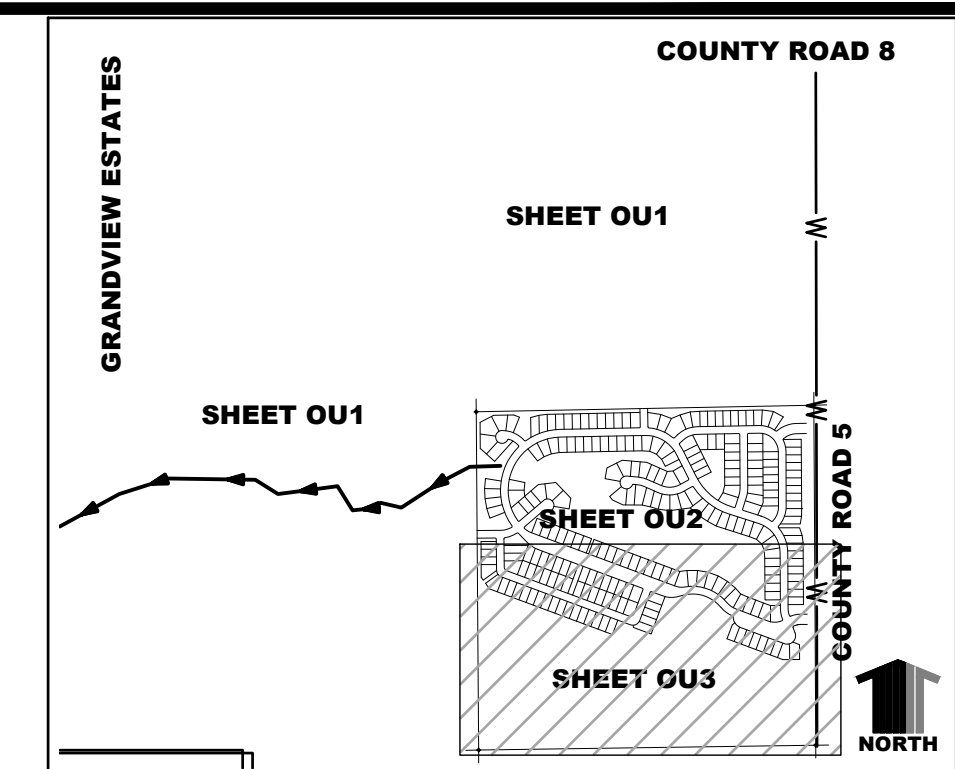 COUNTY ROAD 8
GRANDVIEW ESTATES
SHEET OU1
SHEET OU1
COUNTY ROAD 5
SHEET OU2
SHEET OU3
NORTH